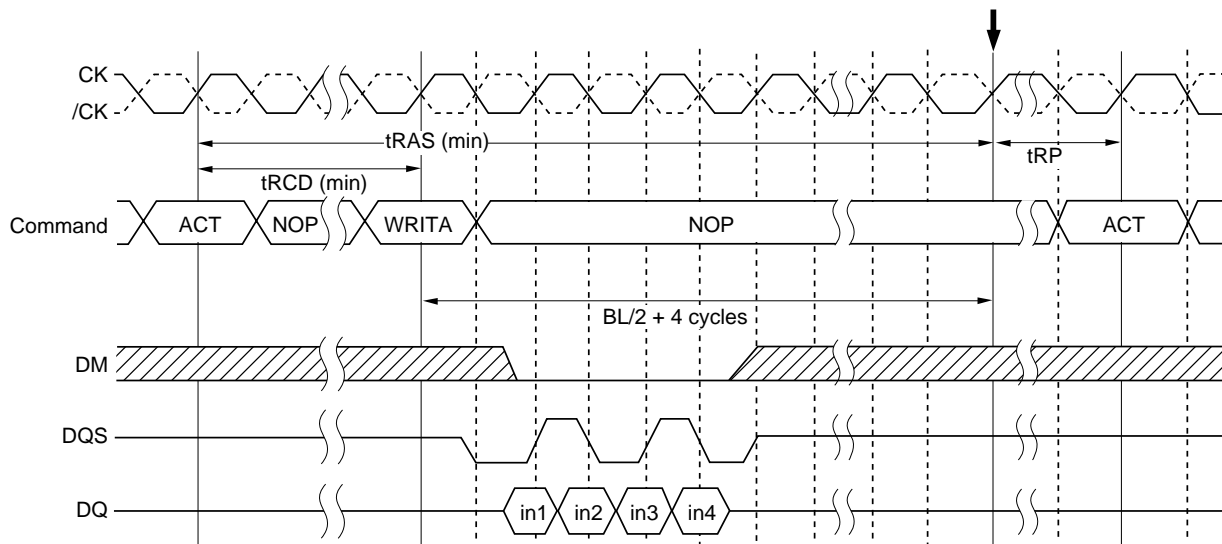 CK
/CK
tRAS (min)
tRP
tRCD (min)
Command ACT NOP WRITA NOP ACT
BL/2 + 4 cycles
DM
DQS
DQ in1 in2 in3 in4